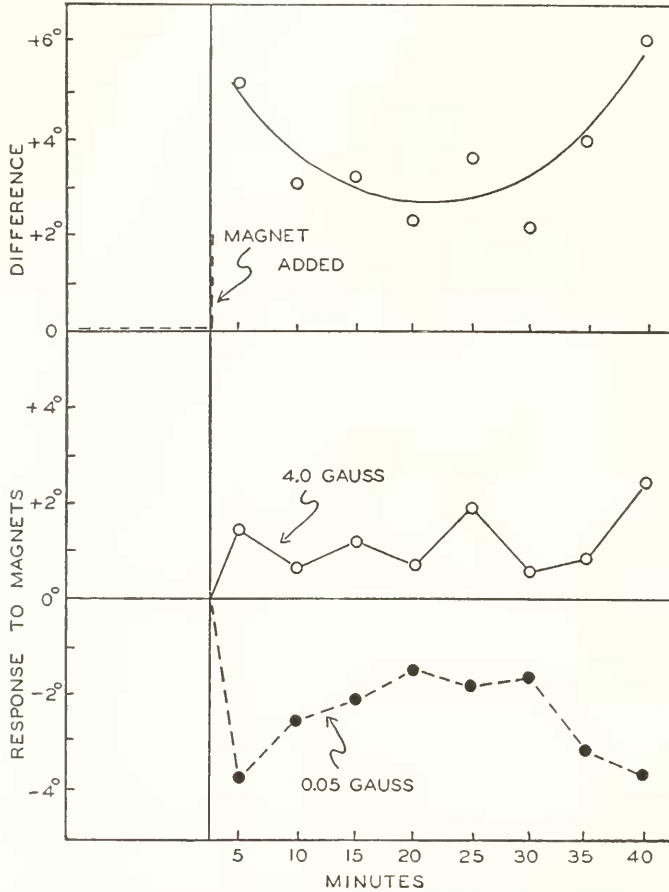 DIFFERENCE
+6°
+4°
+2°
0
MAGNET
ADDED
RESPONSE TO MAGNETS
+4°
+2°
0°
-2°
-4°
4.0 GAUSS
0.05 GAUSS
5 10 15 20 25 30 35 40
MINUTES